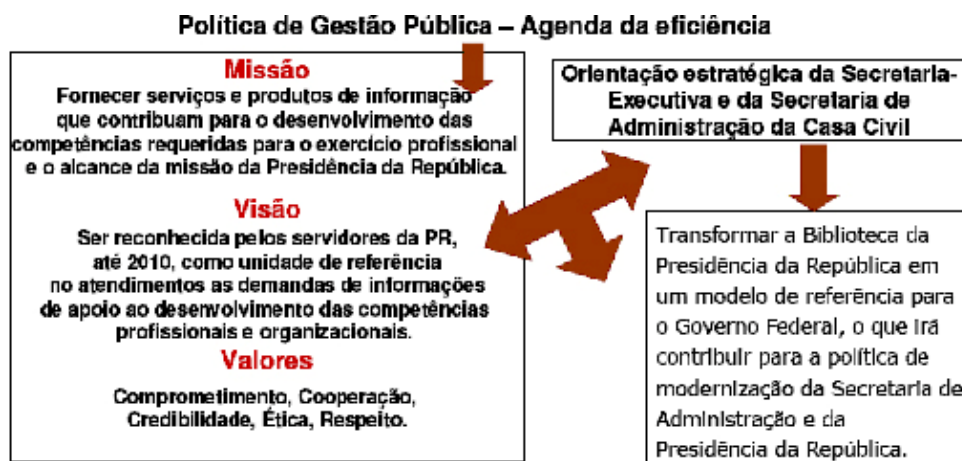 Política de Gestão Pública – Agenda da eficiência
Missão
Fornecer serviços e produtos de informação
que contribuam para o desenvolvimento das
competências requeridas para o exercício profissional
e o alcance da missão da Presidência da República.
Visão
Ser reconhecida pelos servidores da PR,
até 2010, como unidade de referência
no atendimentos as demandas de informações
de apoio ao desenvolvimento das competências
profissionais e organizacionais.
Valores
Comprometimento, Cooperação,
Credibilidade, Ética, Respeito.
Orientação estratégica da Secretaria-
Executiva e da Secretaria de
Administração da Casa Civil
Transformar a Biblioteca da
Presidência da República em
um modelo de referência para
o Governo Federal, o que irá
contribuir para a política de
modernização da Secretaria de
Administração e da
Presidência da República.